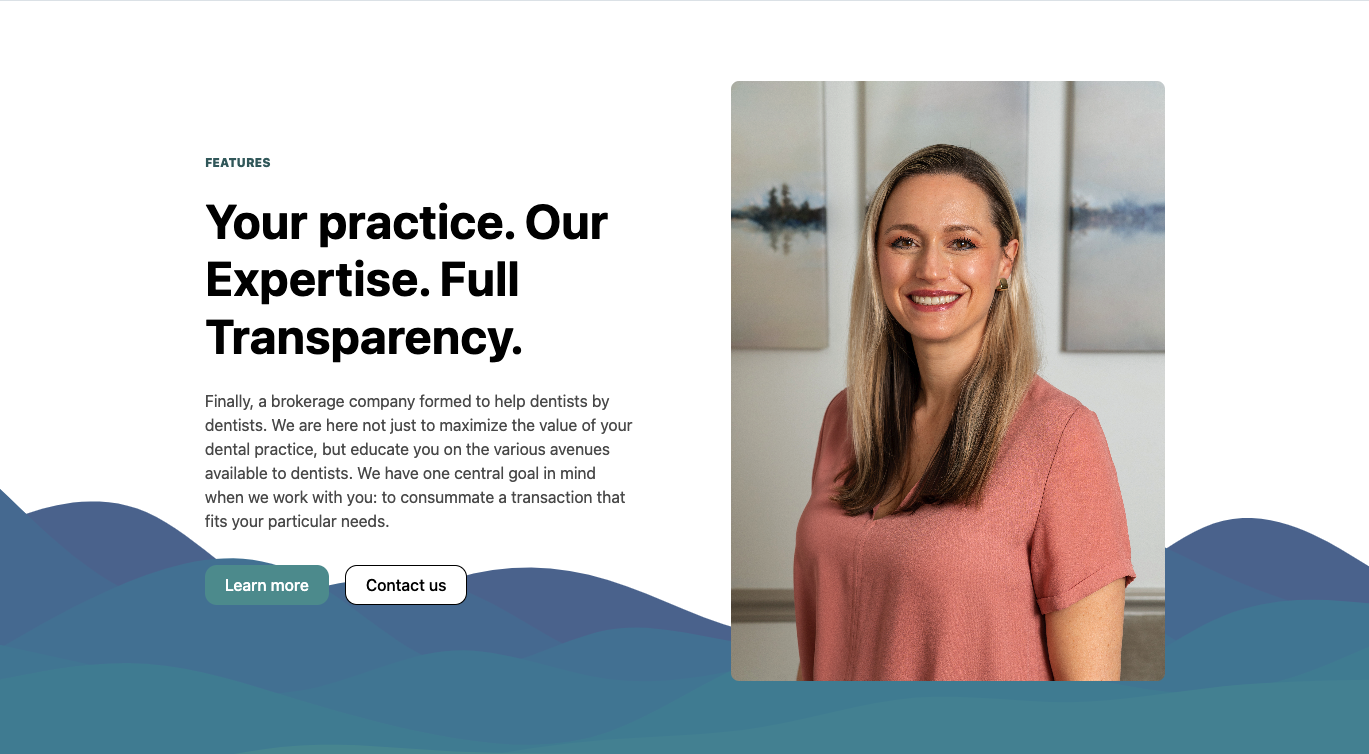 FEATURES
Your practice. Our
Expertise. Full
Transparency.
Finally, a brokerage company formed to help dentists by
dentists. We are here not just to maximize the value of your
dental practice, but educate you on the various avenues
available to dentists. We have one central goal in mind
when we work with you: to consummate a transaction that
fits your particular needs.
Learn more
Contact us